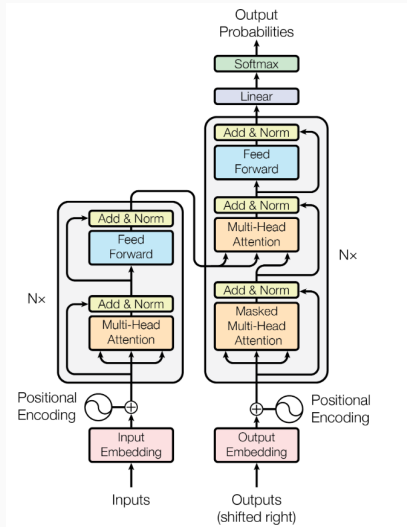 Output
Probabilities
Softmax
Linear
Add & Norm
Feed
Forward
Add & Norm
Multi-Head
Attention
Add & Norm
Masked
Multi-Head
Attention
N×
Positional
Encoding
Output
Embedding
Outputs
(shifted right)
Add & Norm
Feed
Forward
Add & Norm
Multi-Head
Attention
N×
Positional
Encoding
Input
Embedding
Inputs